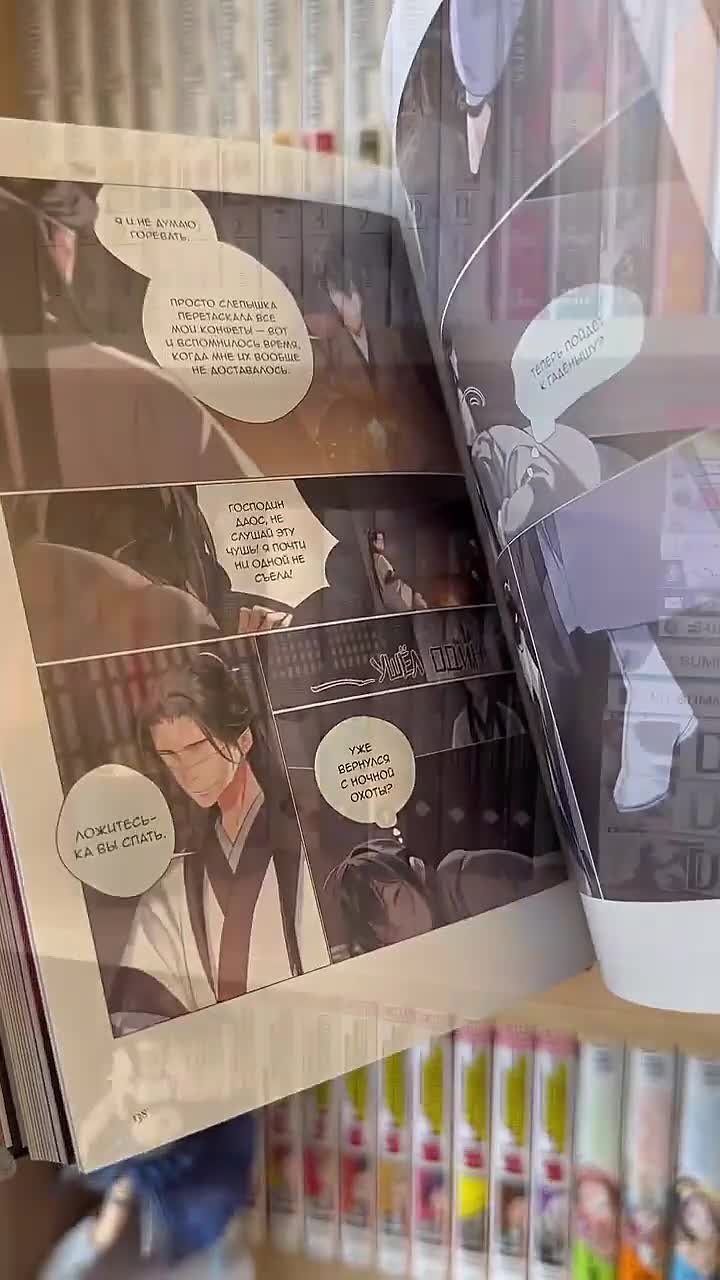 Я И НЕ ДУМАЮ
ГОРЕВАТЬ.
ПРОСТО СЛЕПЫШКА
ПЕРЕТАСКАЛА ВСЕ
МОИ КОНФЕТЫ — ВОТ
И ВСПОМНИЛОСЬ ВРЕМЯ,
КОГДА МНЕ ИХ ВООБЩЕ
НЕ ДОСТАВАЛОСЬ.
ГОСПОДИН
ДАОС, НЕ
СЛУШАЙ ЭТУ
ЧУШЬ! Я ПОЧТИ
НИ ОДНОЙ НЕ
СЪЕЛА!
УШЁЛ ОДИН
ЛОЖИТЕСЬ-
КА ВЫ СПАТЬ.
УЖЕ
ВЕРНУЛСЯ
С НОЧНОЙ
ОХОТЫ?
138
ТЕПЕРЬ ПОЙДЁТ
К ГАДЁНЫШУ?